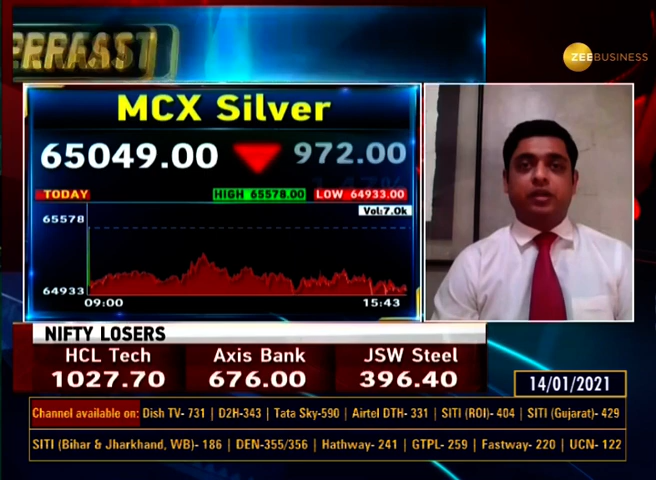 ZEEBUSINESS
MCX Silver
65049.00 972.00
TODAY HIGH 65578.00 LOW 64933.00
Vol:7.0k
65578
64933
09:00 15:43
NIFTY LOSERS
HCL Tech Axis Bank JSW Steel
1027.70 676.00 396.40
14/01/2021
Channel available on: Dish TV- 731 | D2H-343 | Tata Sky-590 | Airtel DTH- 331 | SITI (ROI)- 404 | SITI (Gujarat)- 429
SITI (Bihar & Jharkhand, WB)- 186 | DEN-355/356 | Hathway- 241 | GTPL- 259 | Fastway- 220 | UCN- 122